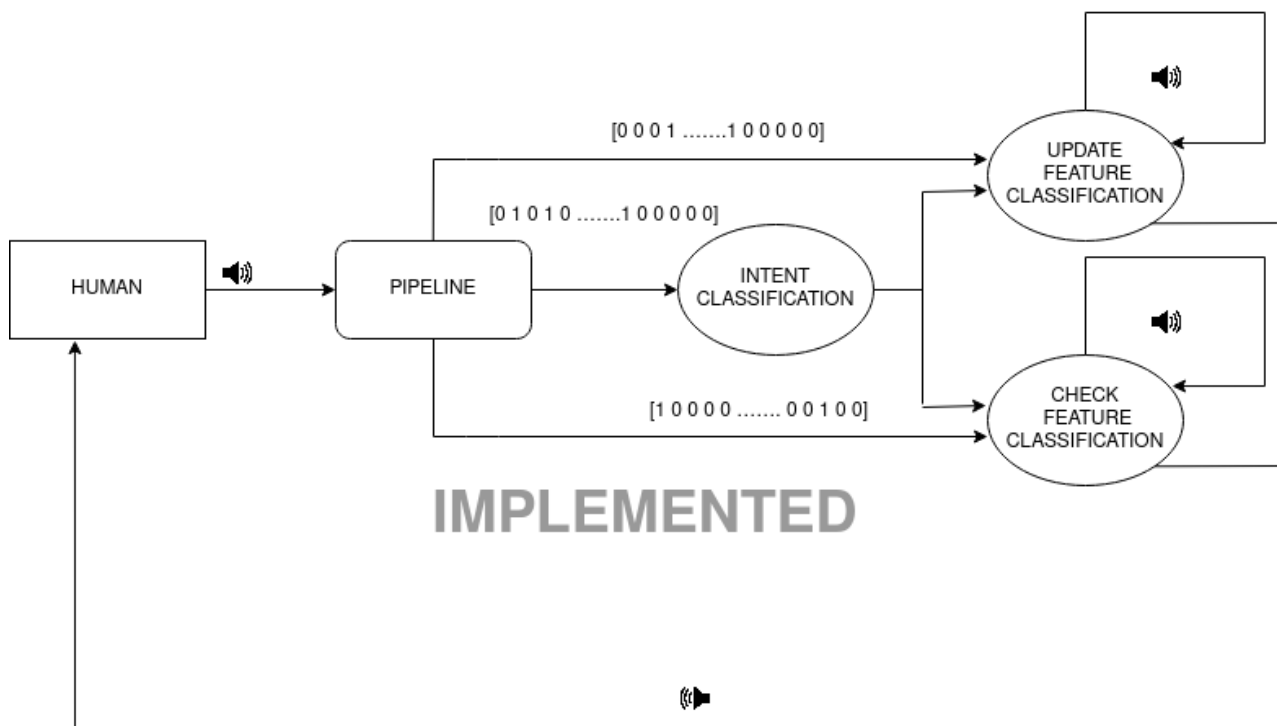 [0 0 0 1 .......1 0 0 0 0 0]
UPDATE
FEATURE
CLASSIFICATION
[0 1 0 1 0 .......1 0 0 0 0 0]
HUMAN
PIPELINE
INTENT
CLASSIFICATION
[1 0 0 0 0 ....... 0 0 1 0 0]
CHECK
FEATURE
CLASSIFICATION
IMPLEMENTED